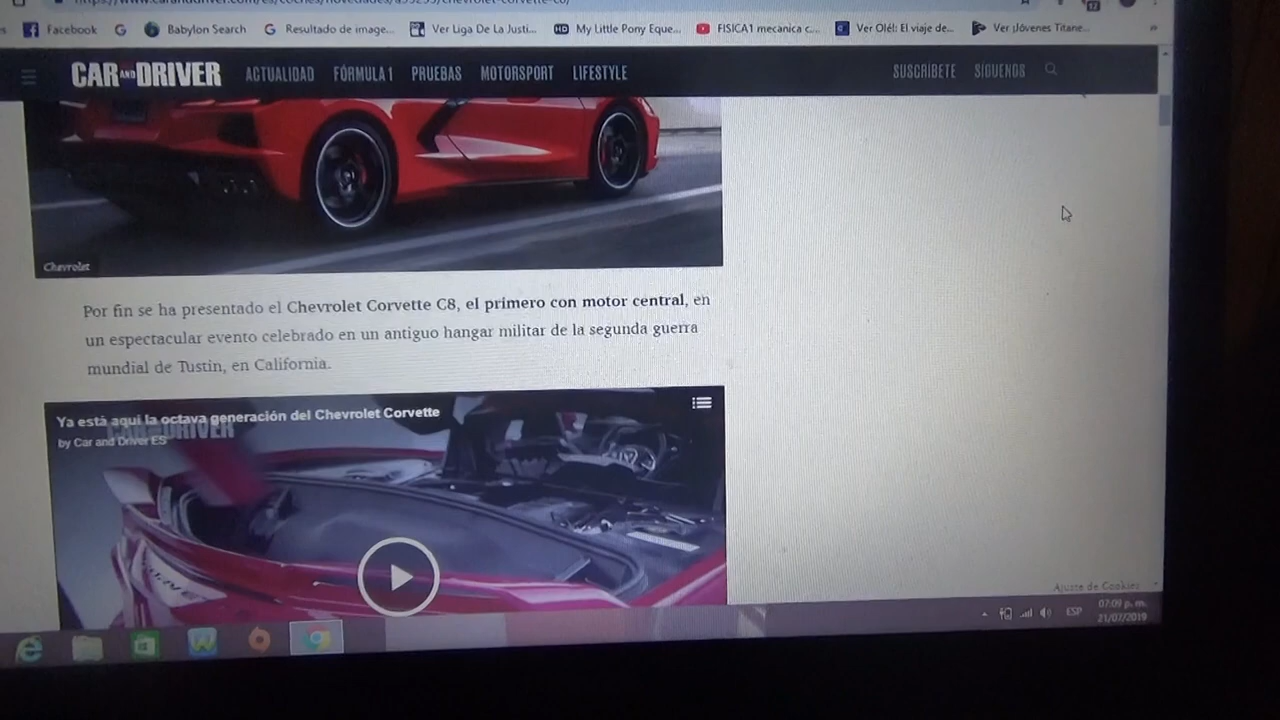 Facebook
Babylon Search
Resultado de image...
Ver Liga De La Justi...
HD My Little Pony Eque...
FISICA1 mecanica c...
Ver Olé!: El viaje de...
Ver Jóvenes Titane...
CAR AND DRIVER
ACTUALIDAD FÓRMULA 1 PRUEBAS MOTORSPORT LIFESTYLE
SUSCRÍBETE SÍGUENOS
Chevrolet
Por fin se ha presentado el Chevrolet Corvette C8, el primero con motor central, en
un espectacular evento celebrado en un antiguo hangar militar de la segunda guerra
mundial de Tustin, en California.
Ya está aquí la octava generación del Chevrolet Corvette
by Car and Driver ES
Ajuste de Cookies
ESP
07:09 p. m.
21/07/2019